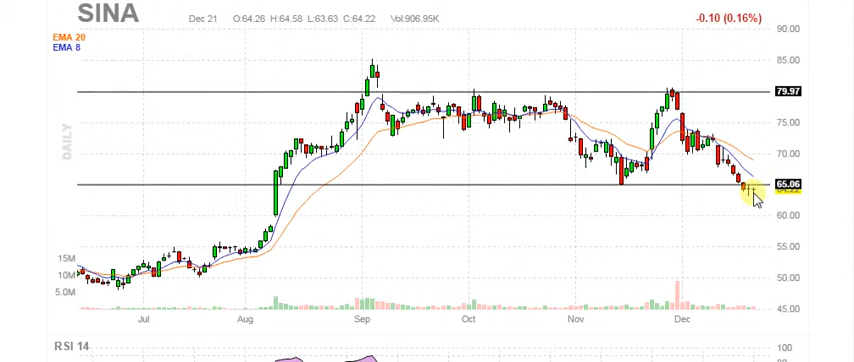 SINA
Dec 21 O:64.26 H:64.58 L:63.63 C:64.22 Vol:906.95K
-0.10 (0.16%)
EMA 20
EMA 8
DAILY
90.00
85.00
79.97
75.00
70.00
65.06
64.22
60.00
55.00
50.00
45.00
15M
10M
5.0M
Jul Aug Sep Oct Nov Dec
RSI 14
100